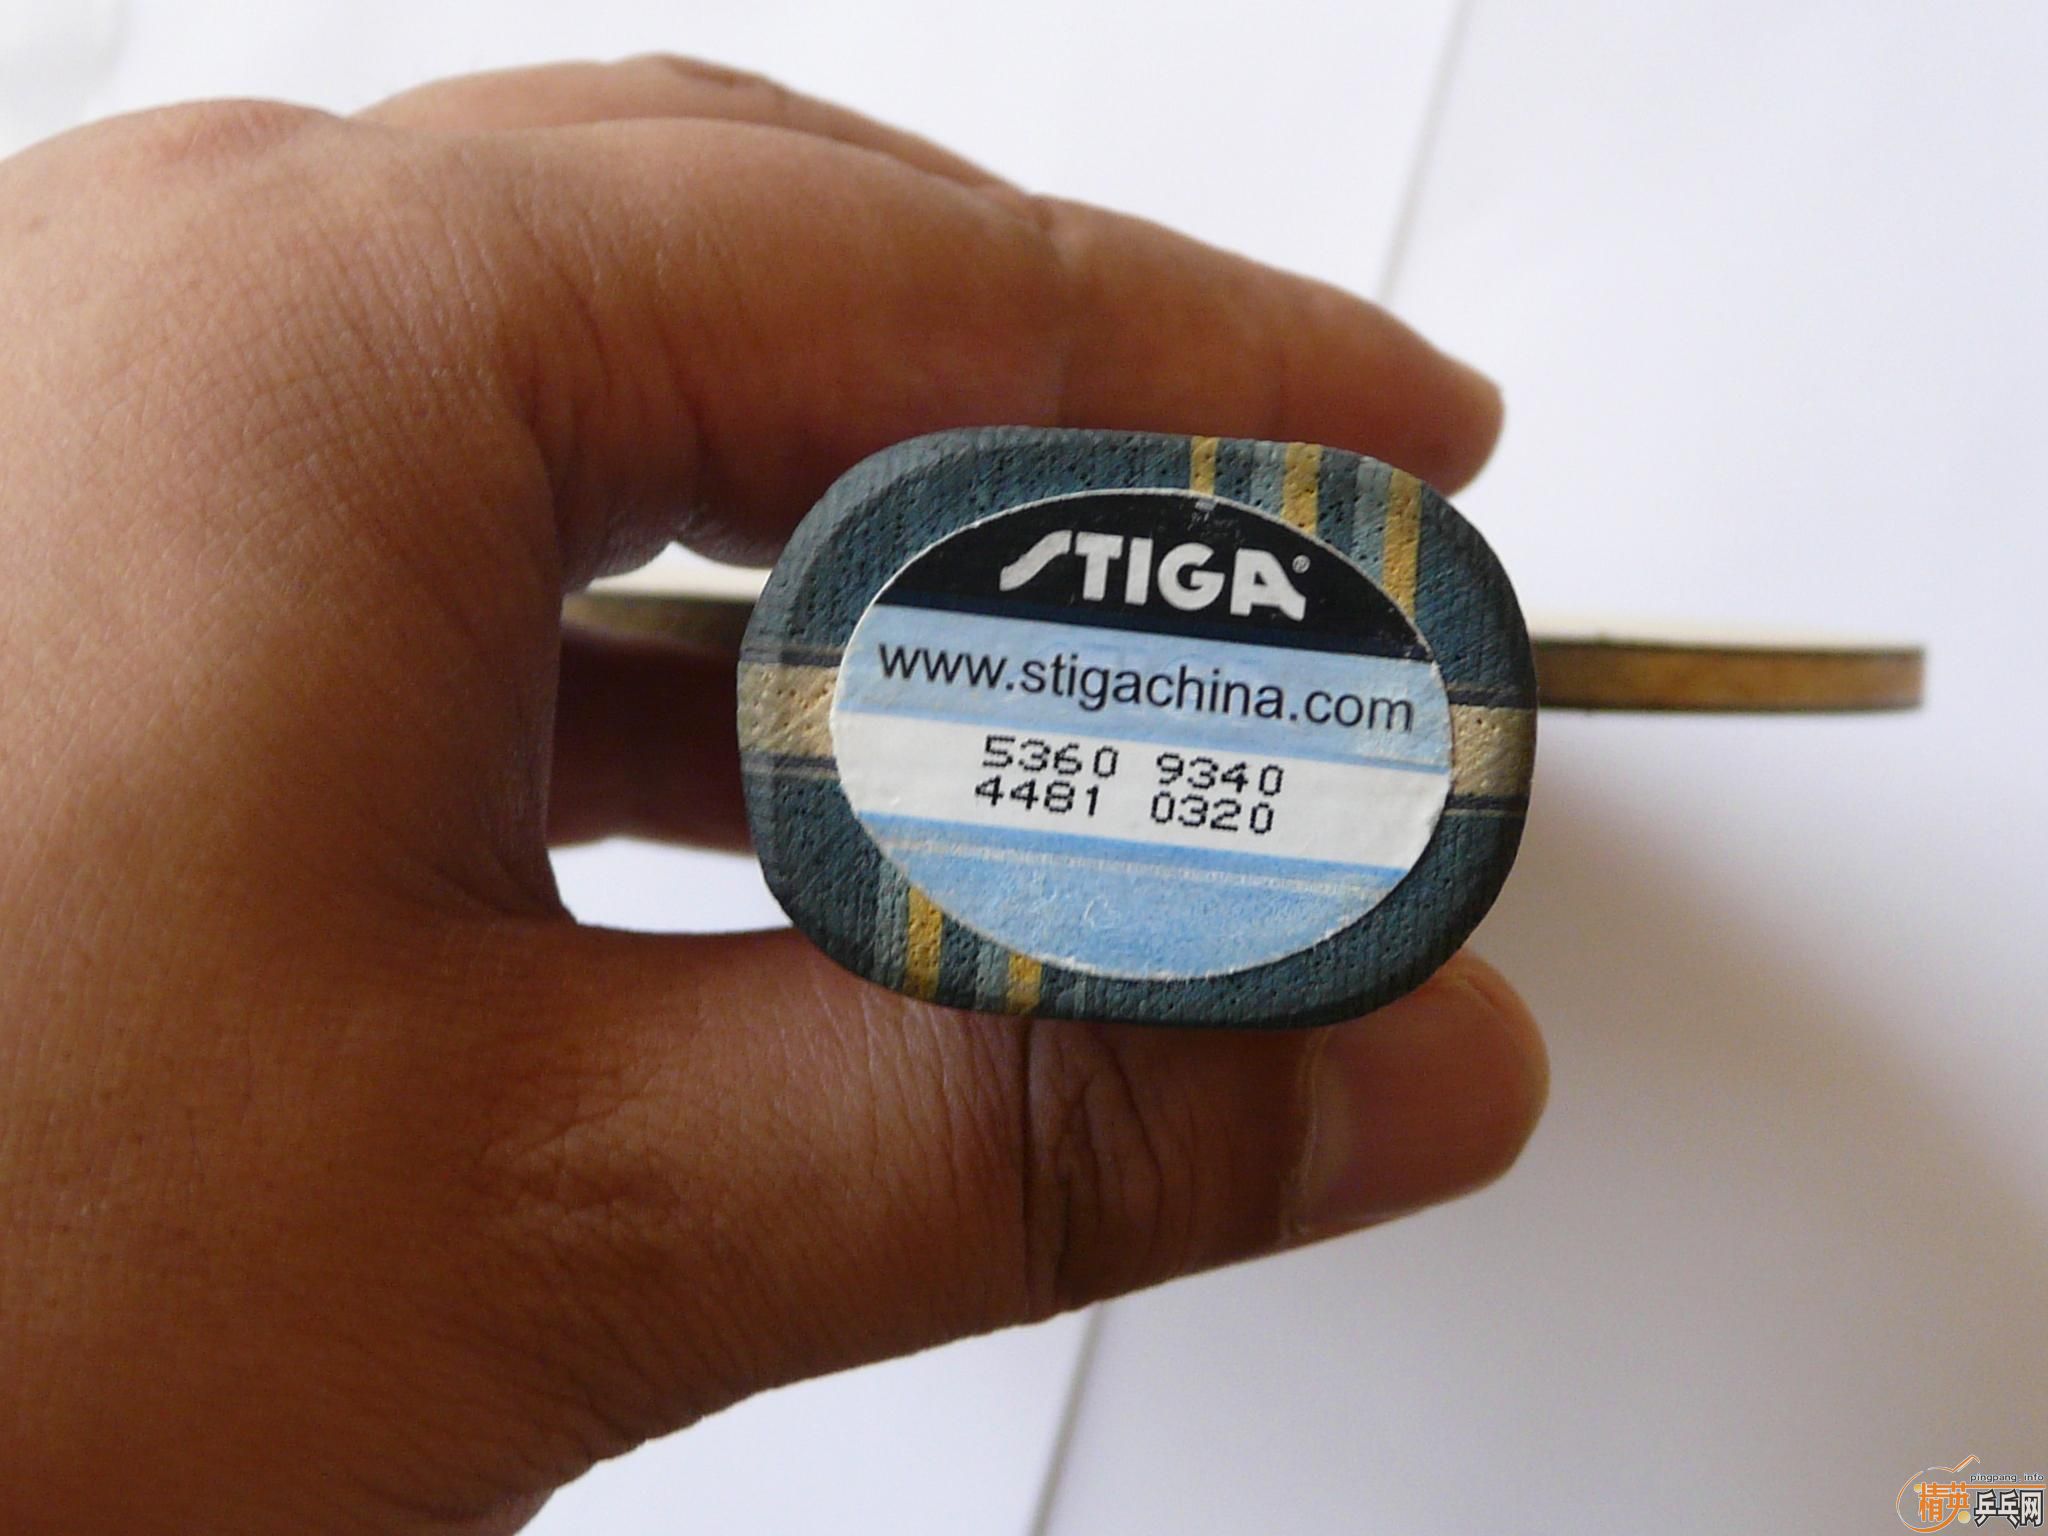 STIGA®
www.stigachina.com
5360 9340
4481 0320
pingpang.info
精英乒乓网